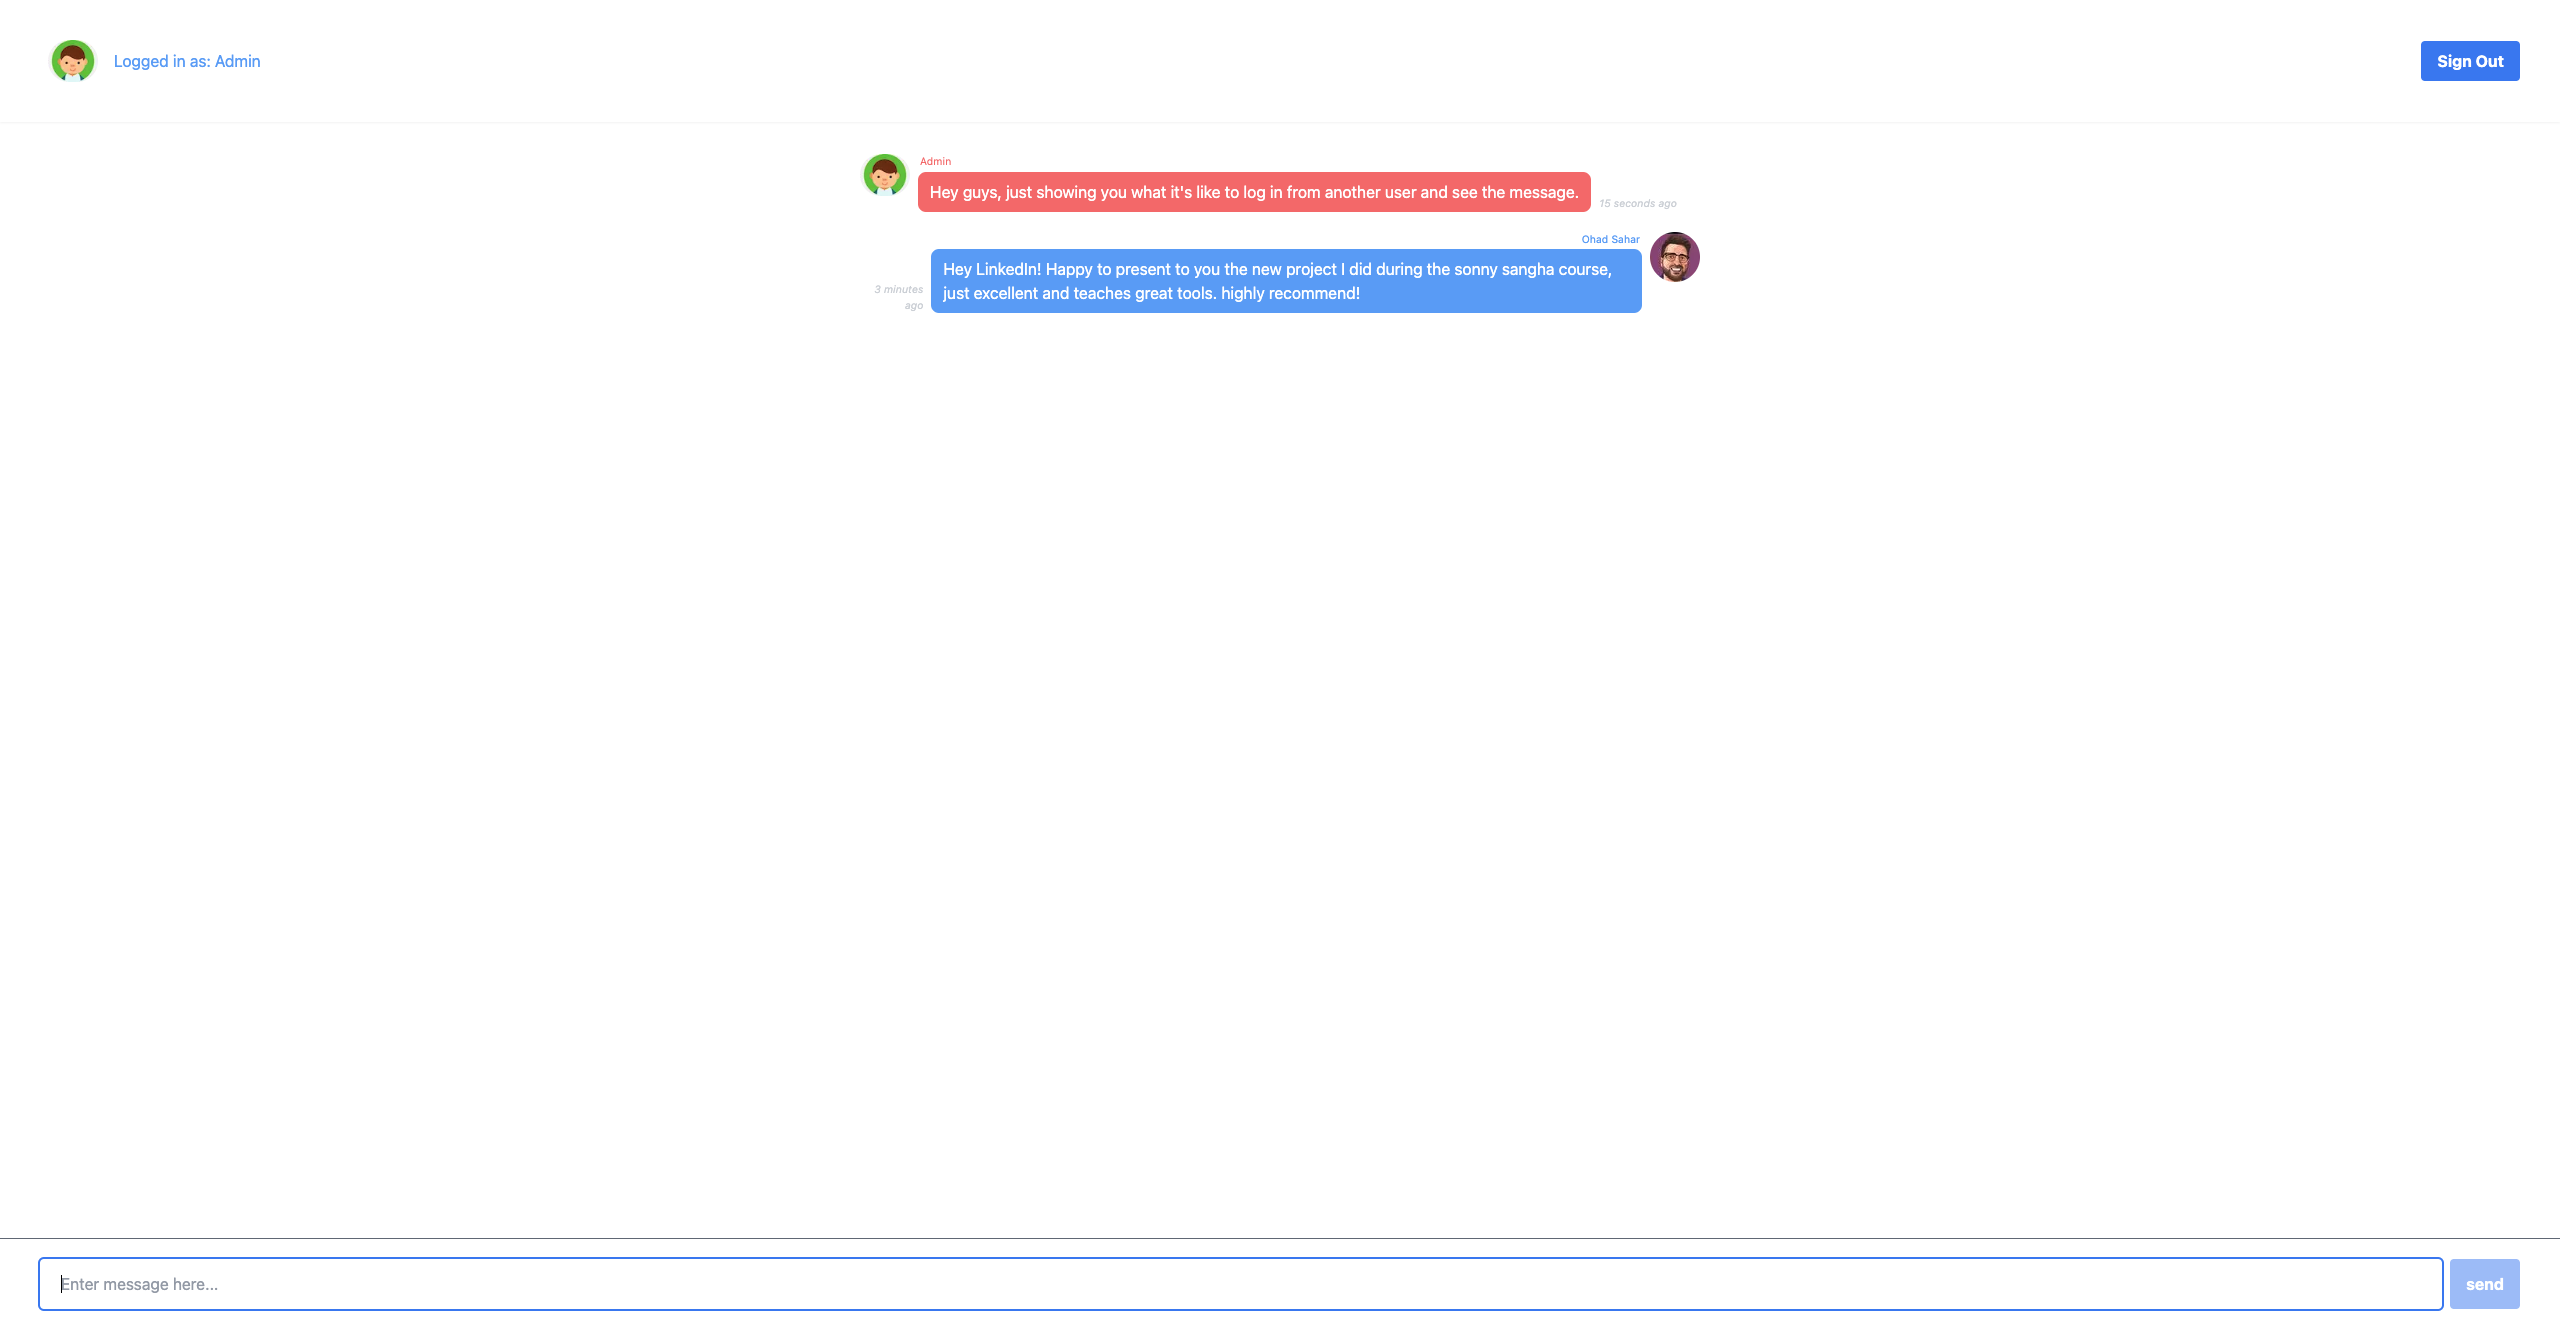 Logged in as: Admin
Sign Out
Admin
Hey guys, just showing you what it's like to log in from another user and see the message.
15 seconds ago
Ohad Sahar
Hey LinkedIn! Happy to present to you the new project I did during the sonny sangha course,
just excellent and teaches great tools. highly recommend!
3 minutes
ago
Enter message here...
send